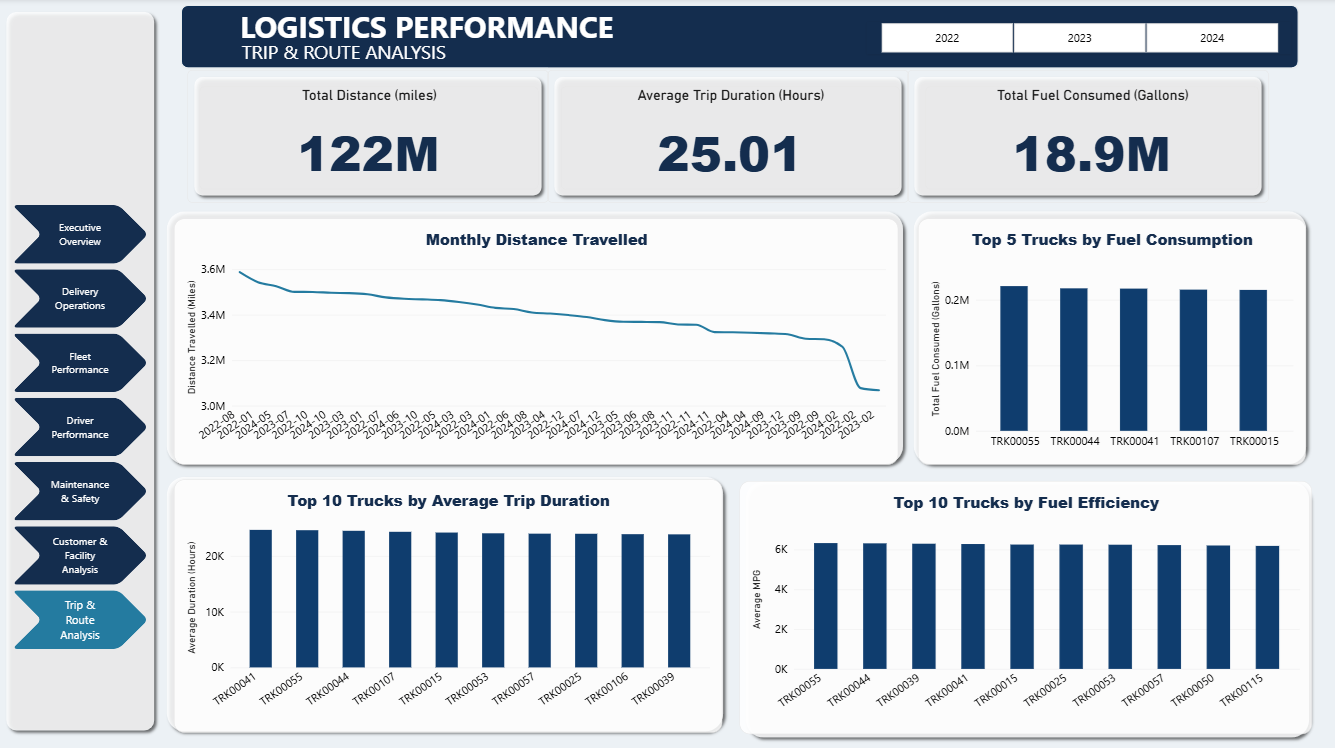 LOGISTICS PERFORMANCE
TRIP & ROUTE ANALYSIS
2022
2023
2024
Total Distance (miles)
122M
Average Trip Duration (Hours)
25.01
Total Fuel Consumed (Gallons)
18.9M
Executive
Overview
Delivery
Operations
Fleet
Performance
Driver
Performance
Maintenance
& Safety
Customer &
Facility
Analysis
Trip &
Route
Analysis
Monthly Distance Travelled
Distance Travelled (Miles)
3.6M
3.4M
3.2M
3.0M
2022-08
2022-01
2024-05
2023-07
2022-10
2024-10
2023-03
2023-01
2022-07
2024-06
2023-10
2022-05
2024-03
2022-03
2024-01
2022-06
2024-08
2023-04
2022-12
2024-07
2024-12
2023-05
2023-06
2023-08
2023-11
2022-11
2024-11
2022-04
2024-04
2024-09
2023-12
2023-09
2022-09
2024-02
2022-02
2023-02
Top 5 Trucks by Fuel Consumption
Total Fuel Consumed (Gallons)
0.2M
0.1M
0.0M
TRK00055
TRK00044
TRK00041
TRK00107
TRK00015
Top 10 Trucks by Average Trip Duration
Average Duration (Hours)
20K
10K
0K
TRK00041
TRK00055
TRK00044
TRK00107
TRK00015
TRK00053
TRK00057
TRK00025
TRK00106
TRK00039
Top 10 Trucks by Fuel Efficiency
Average MPG
6K
4K
2K
0K
TRK00055
TRK00044
TRK00039
TRK00041
TRK00015
TRK00025
TRK00053
TRK00057
TRK00050
TRK00115